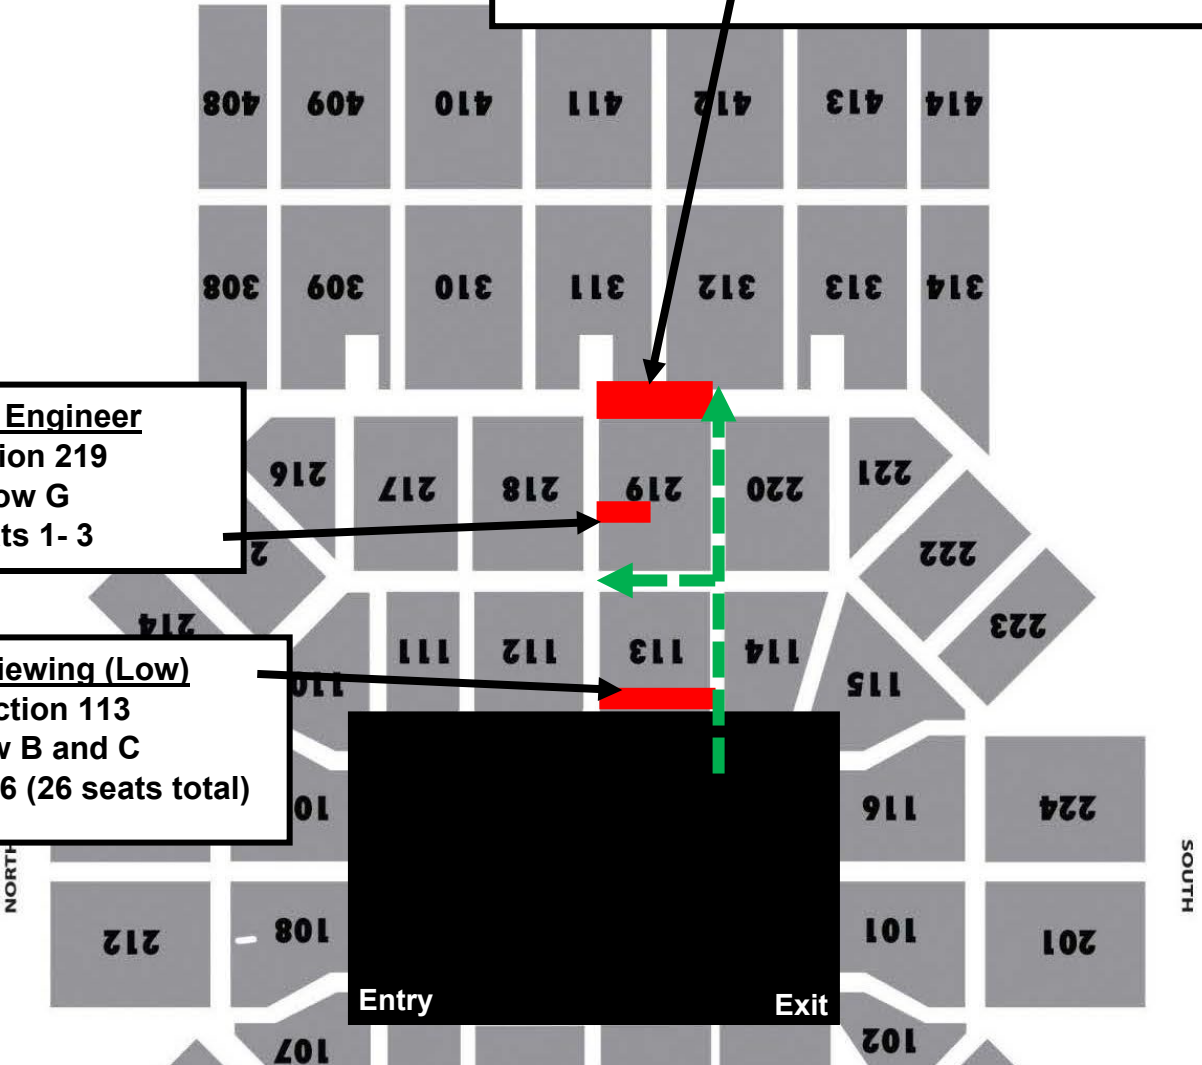 408 409 410 411 412 413 414
308 309 310 311 312 313 314
Engineer
ion 219
ow G
ts 1- 3
216 217 218 219 220 221
2 222
214 223
111 112 113 114
iewing (Low)
110 115
ction 113
w B and C
6 (26 seats total)
10 116 224
NORTH
SOUTH
212 108 101 201
Entry Exit
107 102